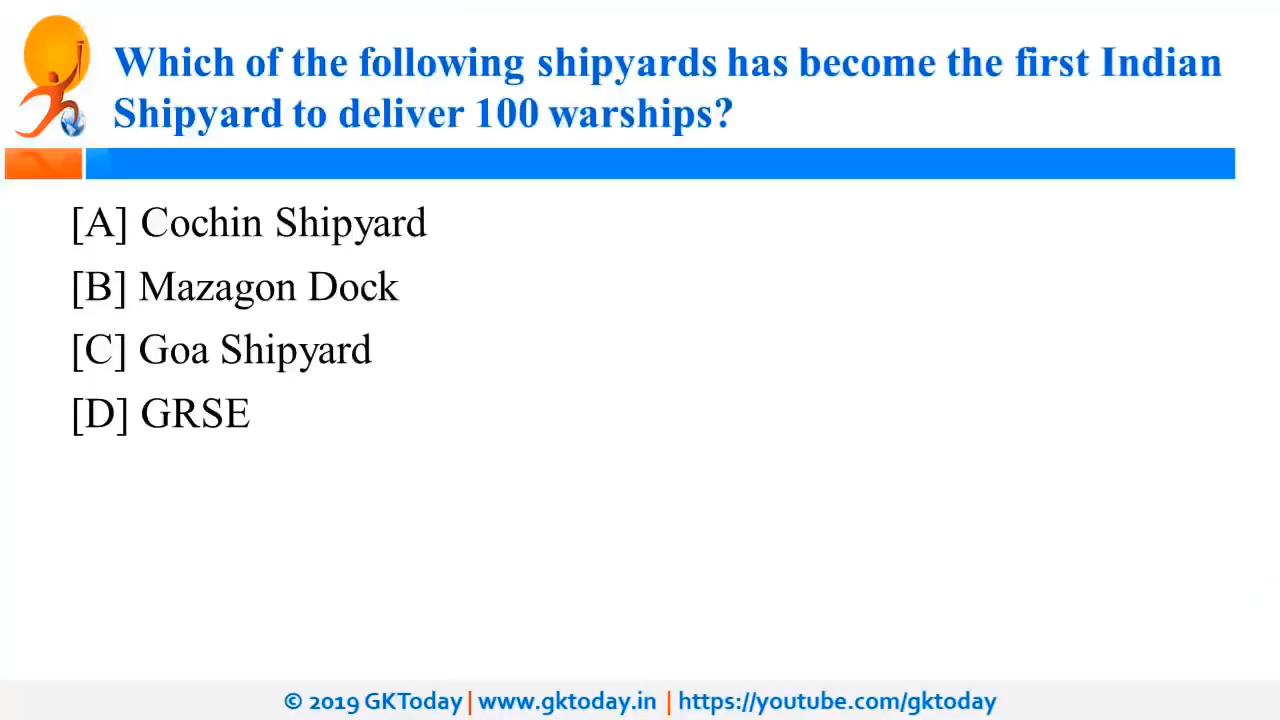 Which of the following shipyards has become the first Indian
Shipyard to deliver 100 warships?
[A] Cochin Shipyard
[B] Mazagon Dock
[C] Goa Shipyard
[D] GRSE
© 2019 GKToday | www.gktoday.in | https://youtube.com/gktoday